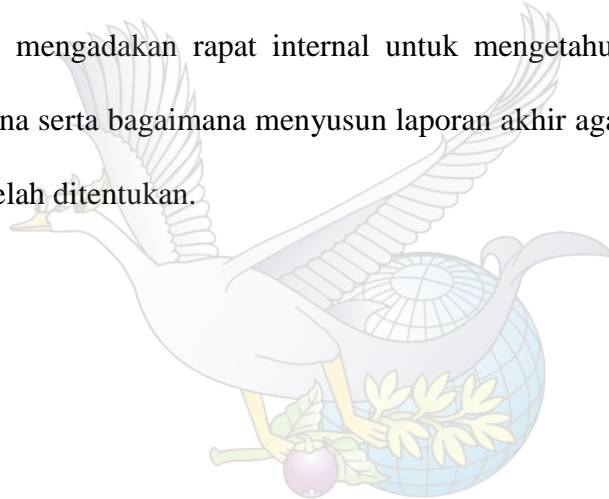 mengadakan rapat internal untuk mengetahu
na serta bagaimana menyusun laporan akhir aga
elah ditentukan.